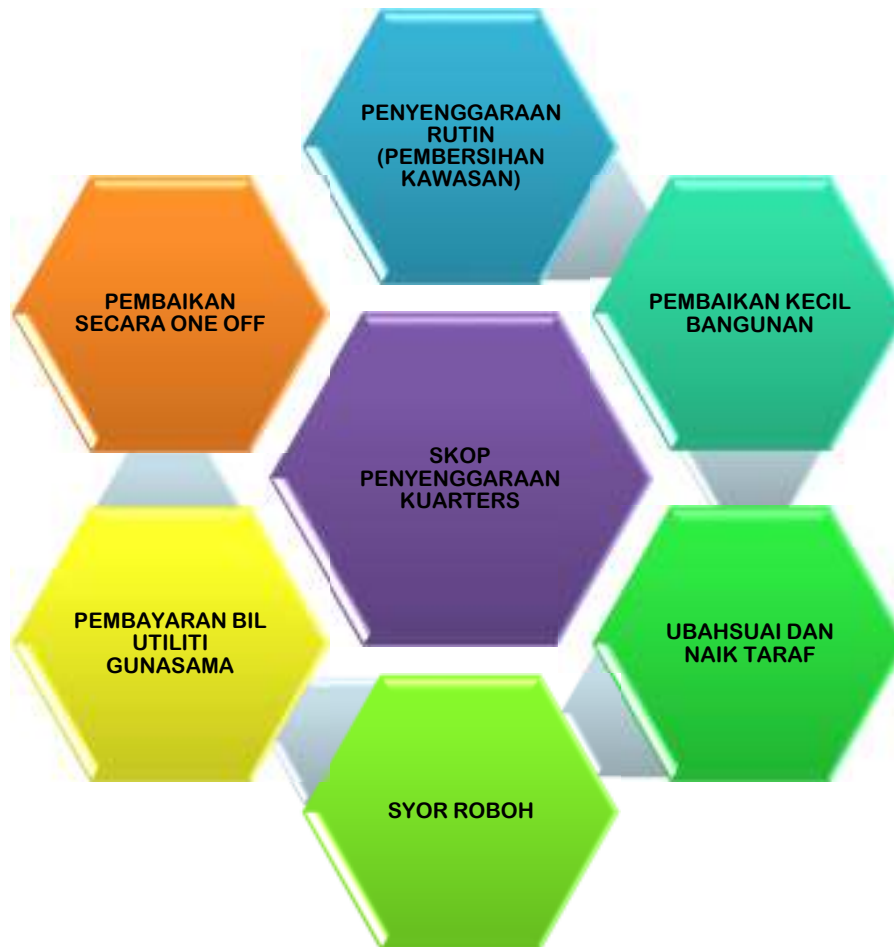 PENYENGGARAAN
RUTIN
(PEMBERSIHAN
KAWASAN)
PEMBAIKAN
SECARA ONE OFF
PEMBAIKAN KECIL
BANGUNAN
SKOP
PENYENGGARAAN
KUARTERS
PEMBAYARAN BIL
UTILITI
GUNASAMA
UBAHSUAI DAN
NAIK TARAF
SYOR ROBOH